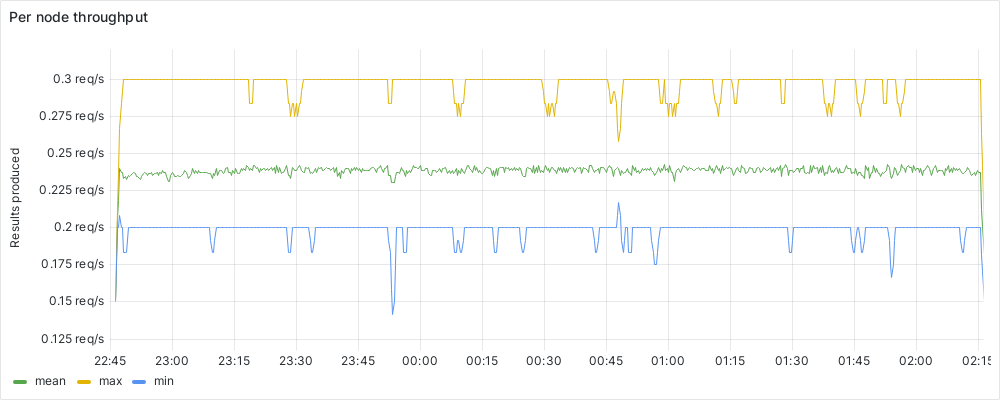 Per node throughput
Results produced
0.3 req/s
0.275 req/s
0.25 req/s
0.225 req/s
0.2 req/s
0.175 req/s
0.15 req/s
0.125 req/s
22:45 23:00 23:15 23:30 23:45 00:00 00:15 00:30 00:45 01:00 01:15 01:30 01:45 02:00 02:15
mean max min